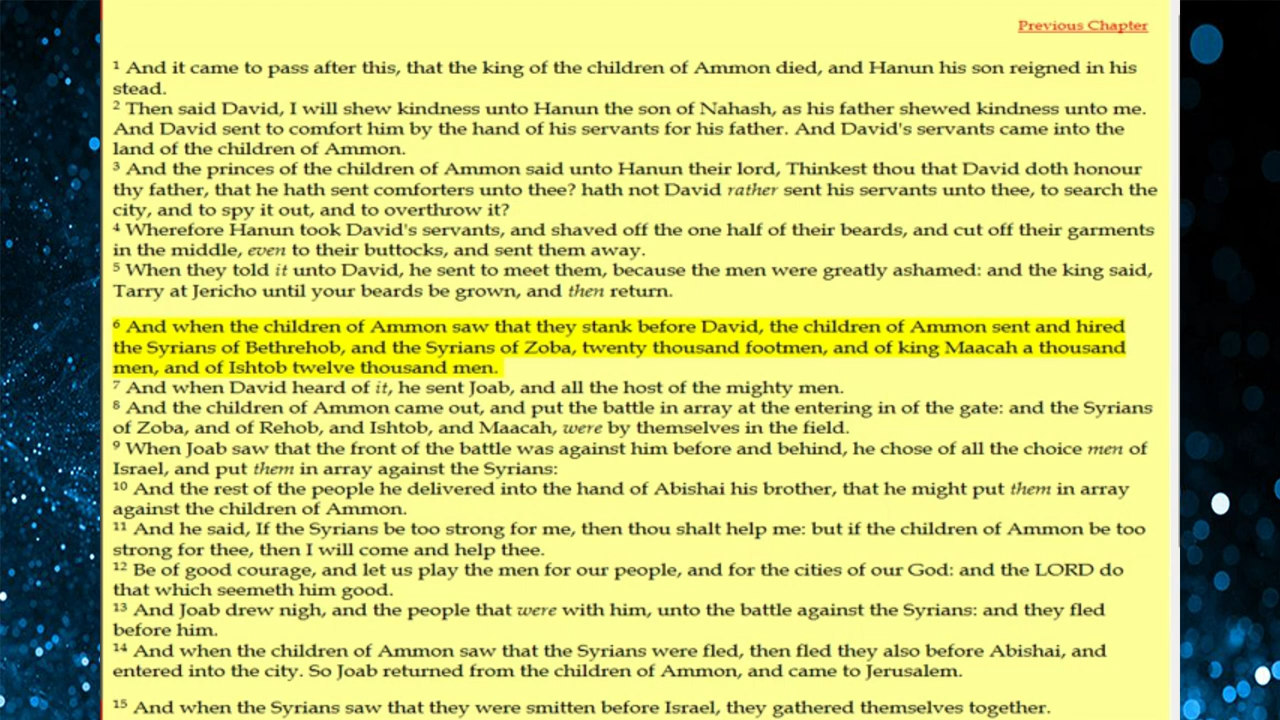 Previous Chapter
1 And it came to pass after this, that the king of the children of Ammon died, and Hanun his son reigned in his
stead.
2 Then said David, I will shew kindness unto Hanun the son of Nahash, as his father shewed kindness unto me.
And David sent to comfort him by the hand of his servants for his father. And David's servants came into the
land of the children of Ammon.
3 And the princes of the children of Ammon said unto Hanun their lord, Thinkest thou that David doth honour
thy father, that he hath sent comforters unto thee? hath not David rather sent his servants unto thee, to search the
city, and to spy it out, and to overthrow it?
4 Wherefore Hanun took David's servants, and shaved off the one half of their beards, and cut off their garments
in the middle, even to their buttocks, and sent them away.
5 When they told it unto David, he sent to meet them, because the men were greatly ashamed: and the king said,
Tarry at Jericho until your beards be grown, and then return.
6 And when the children of Ammon saw that they stank before David, the children of Ammon sent and hired
the Syrians of Bethrehob, and the Syrians of Zoba, twenty thousand footmen, and of king Maacah a thousand
men, and of Ishtob twelve thousand men.
7 And when David heard of it, he sent Joab, and all the host of the mighty men.
8 And the children of Ammon came out, and put the battle in array at the entering in of the gate: and the Syrians
of Zoba, and of Rehob, and Ishtob, and Maacah, were by themselves in the field.
9 When Joab saw that the front of the battle was against him before and behind, he chose of all the choice men of
Israel, and put them in array against the Syrians:
10 And the rest of the people he delivered into the hand of Abishai his brother, that he might put them in array
against the children of Ammon.
11 And he said, If the Syrians be too strong for me, then thou shalt help me: but if the children of Ammon be too
strong for thee, then I will come and help thee.
12 Be of good courage, and let us play the men for our people, and for the cities of our God: and the LORD do
that which seemeth him good.
13 And Joab drew nigh, and the people that were with him, unto the battle against the Syrians: and they fled
before him.
14 And when the children of Ammon saw that the Syrians were fled, then fled they also before Abishai, and
entered into the city. So Joab returned from the children of Ammon, and came to Jerusalem.
15 And when the Syrians saw that they were smitten before Israel, they gathered themselves together.